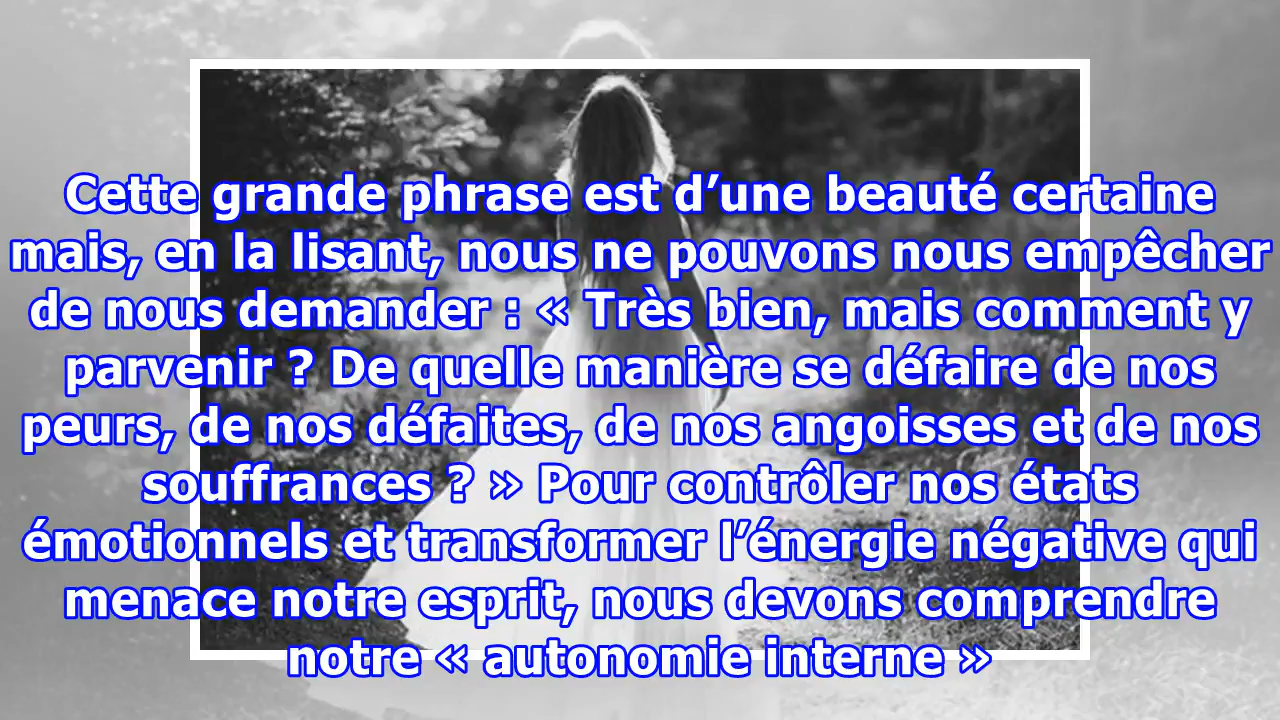 Cette grande phrase est d’une beauté certaine
mais, en la lisant, nous ne pouvons nous empêcher
de nous demander : « Très bien, mais comment y
parvenir ? De quelle manière se défaire de nos
peurs, de nos défaites, de nos angoisses et de nos
souffrances ? » Pour contrôler nos états
émotionnels et transformer l’énergie négative qui
menace notre esprit, nous devons comprendre
notre « autonomie interne »